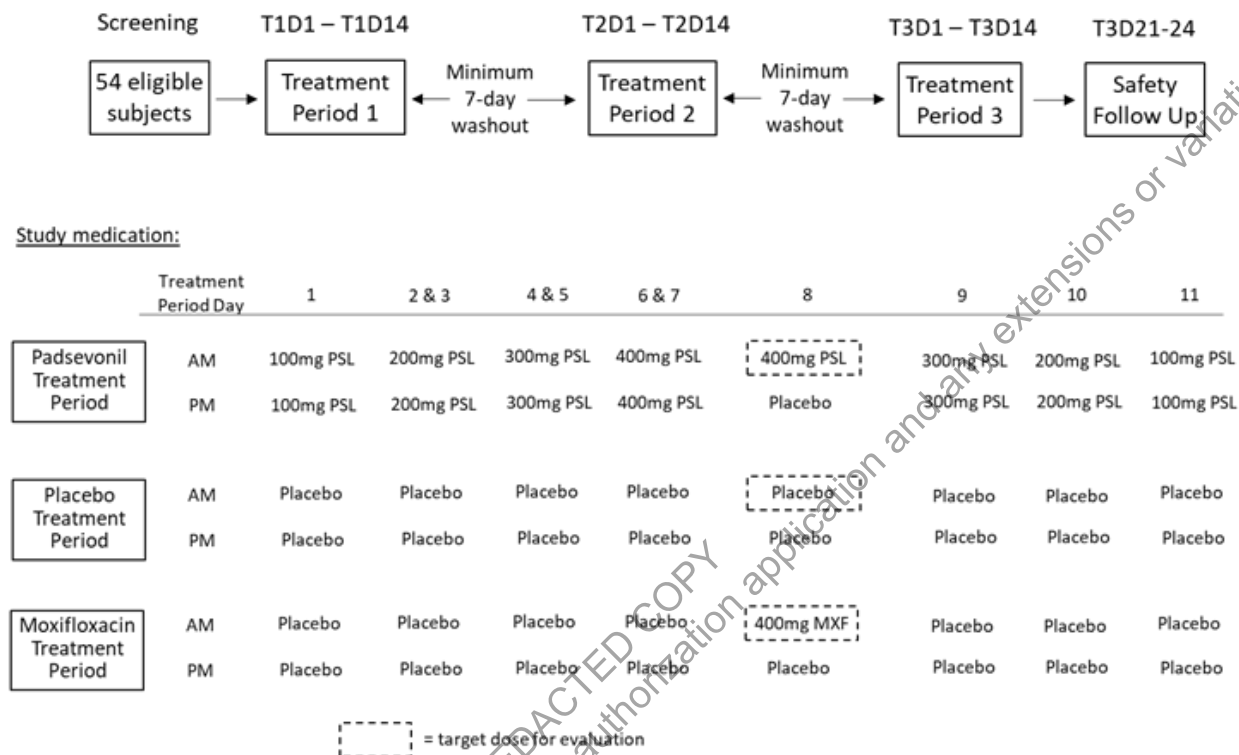 Screening T1D1 – T1D14 T2D1 – T2D14 T3D1 – T3D14 T3D21-24
54 eligible subjects
Treatment Period 1
Minimum 7-day washout
Treatment Period 2
Minimum 7-day washout
Treatment Period 3
Safety Follow Up
Study medication:
Treatment Period Day 1 2 & 3 4 & 5 6 & 7 8 9 10 11
Padsevonil Treatment Period
AM 100mg PSL 200mg PSL 300mg PSL 400mg PSL 400mg PSL 300mg PSL 200mg PSL 100mg PSL
PM 100mg PSL 200mg PSL 300mg PSL 400mg PSL Placebo 300mg PSL 200mg PSL 100mg PSL
Placebo Treatment Period
AM Placebo Placebo Placebo Placebo Placebo Placebo Placebo Placebo
PM Placebo Placebo Placebo Placebo Placebo Placebo Placebo Placebo
Moxifloxacin Treatment Period
AM Placebo Placebo Placebo Placebo 400mg MXF Placebo Placebo Placebo
PM Placebo Placebo Placebo Placebo Placebo Placebo Placebo Placebo
= target dose for evaluation
COPY
authorization application and any extensions or